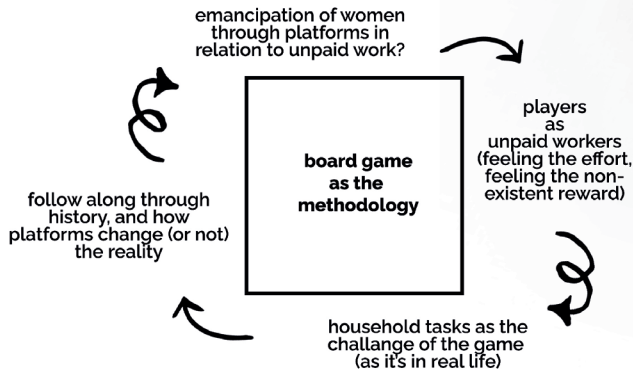 emancipation of women
through platforms in
relation to unpaid work?
players
as
unpaid workers
(feeling the effort,
feeling the non-
existent reward)
board game
as the
methodology
follow along through
history, and how
platforms change (or not)
the reality
household tasks as the
challange of the game
(as it's in real life)